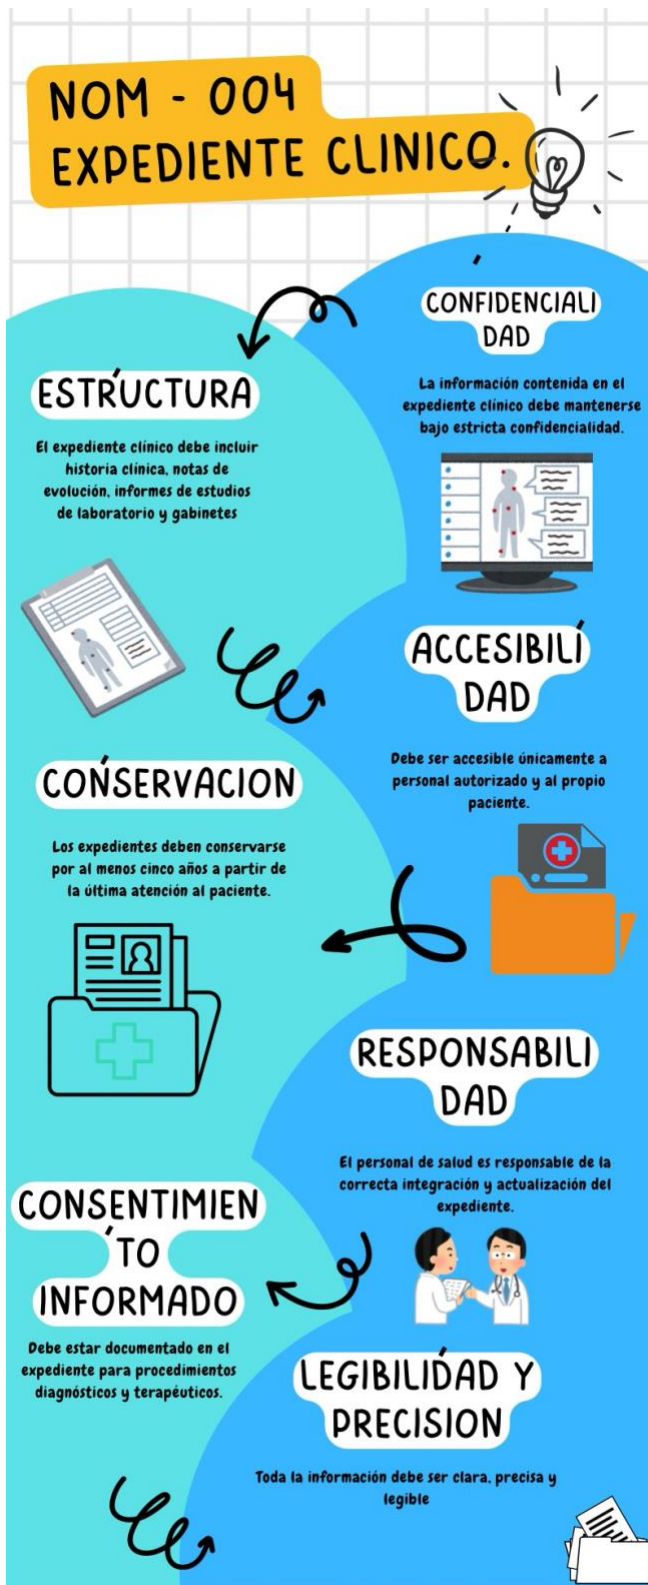 NOM - 004
EXPEDIENTE CLINICO.
CONFIDENCIALI
DAD
La información contenida en el
expediente clínico debe mantenerse
bajo estricta confidencialidad.
ESTRUCTURA
El expediente clínico debe incluir
historia clínica, notas de
evolución, informes de estudios
de laboratorio y gabinetes
ACCESIBILI
DAD
Debe ser accesible únicamente a
personal autorizado y al propio
paciente.
CONSERVACION
Los expedientes deben conservarse
por al menos cinco años a partir de
la última atención al paciente.
RESPONSABILI
DAD
El personal de salud es responsable de la
correcta integración y actualización del
expediente.
CONSENTIMIEN
TO
INFORMADO
Debe estar documentado en el
expediente para procedimientos
diagnósticos y terapéuticos.
LEGIBILIDAD Y
PRECISION
Toda la información debe ser clara, precisa y
legible